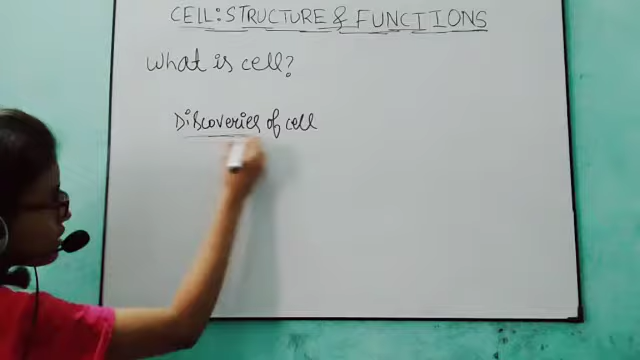 CELL: STRUCTURE & FUNCTIONS
What is cell?
Discoveries of cell